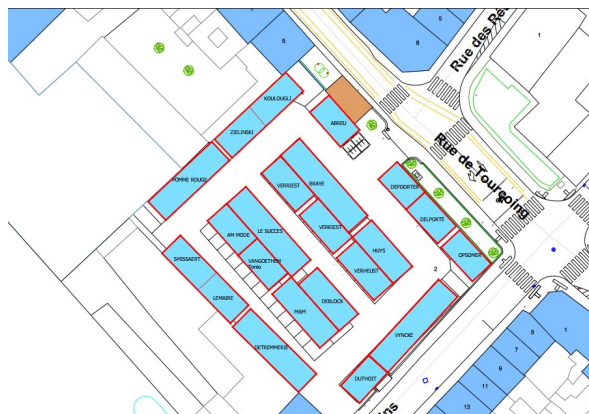 5
8
5
1
Rue des Res
KOULOUGLI
ZIELINSKI
ABREU
Rue de Tourcoing
POMME ROUGE
VERRIEST
BRAYE
DEPOORTER
DELPORTE
AM MODE
LE SUCCES
VERRIEST
HUYS
OPSOMER
SMISSAERT
VANGOETHEM
Tonio
VERHEUST
2
LEMAIRE
M&M
DEBLOCK
DETREMMERIE
VYNCKE
DUTHOIT
5
1
7
9
11
13
ins